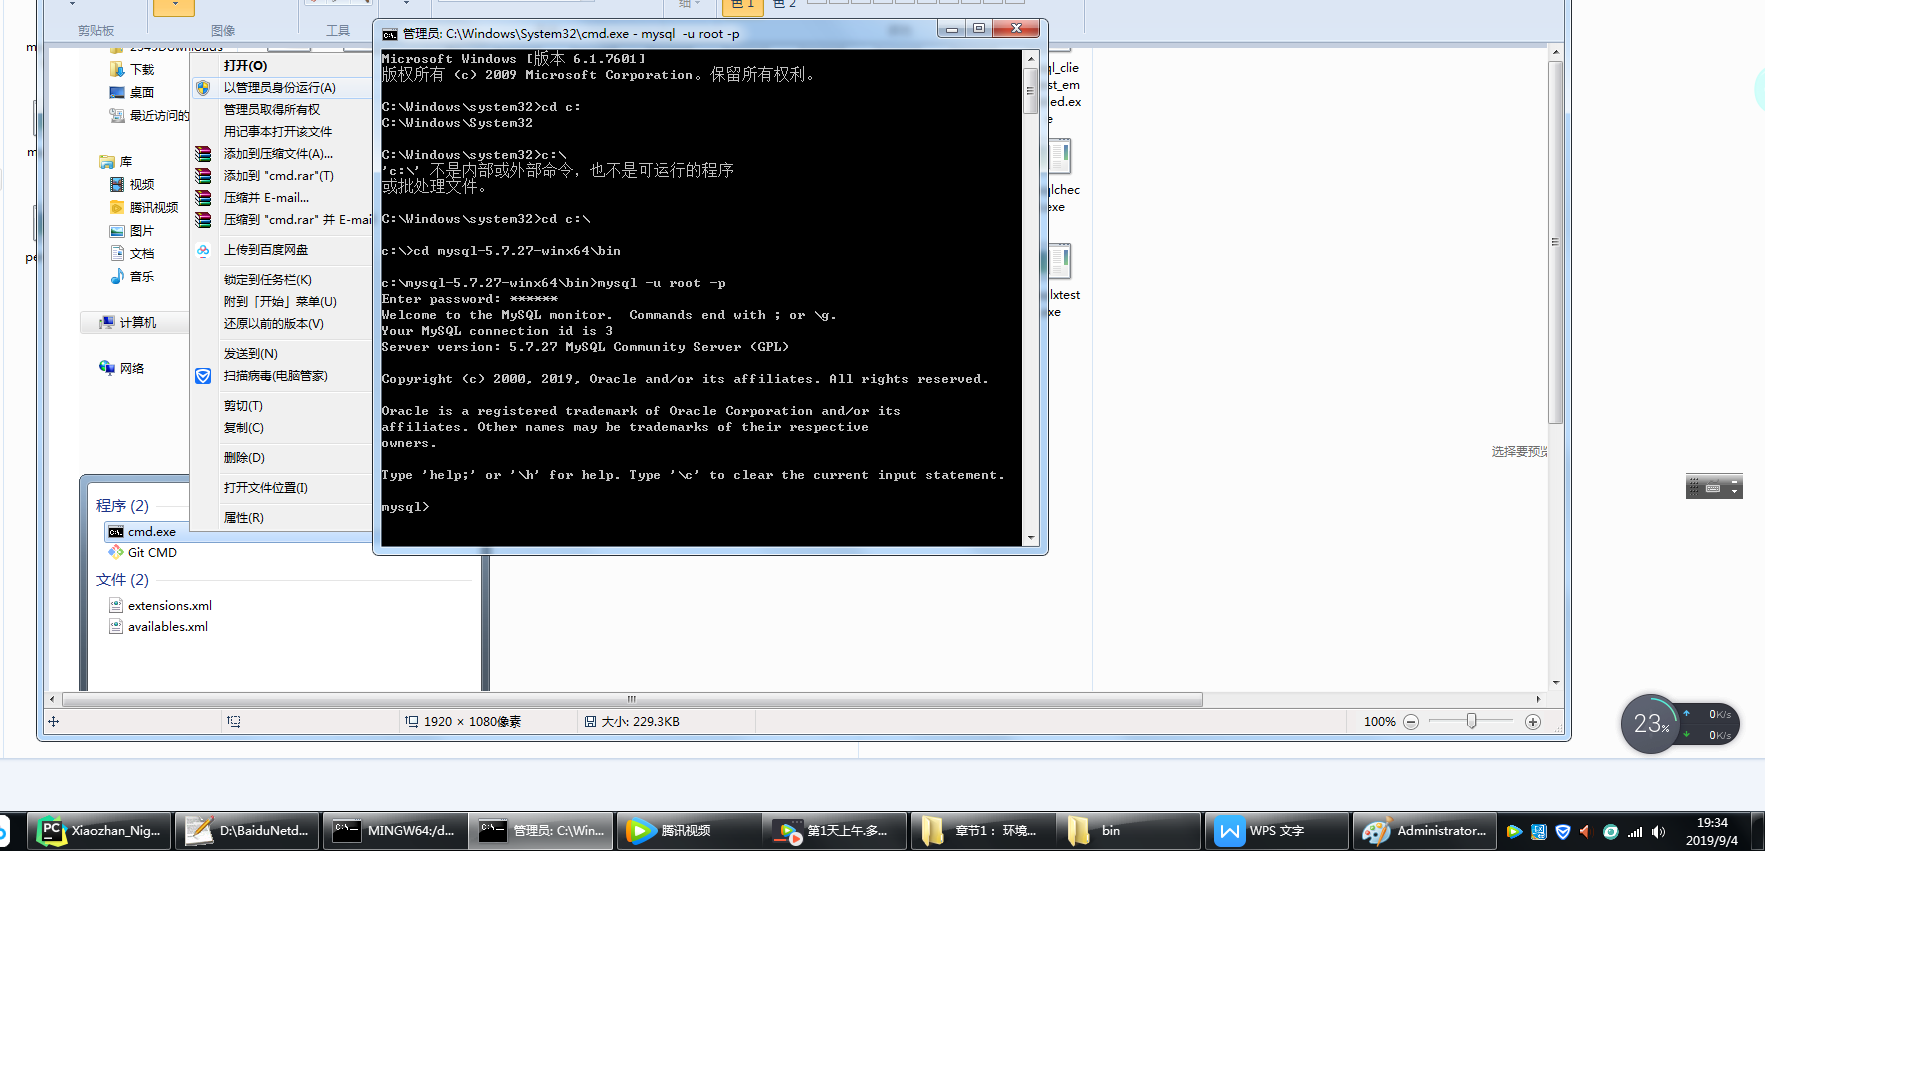 剪贴板
图像
工具
色 1
色 2
管理员: C:\Windows\System32\cmd.exe - mysql  -u root -p
2345Downloads
下载
桌面
最近访问的
库
视频
腾讯视频
图片
文档
音乐
计算机
网络
打开(O)
以管理员身份运行(A)
管理员取得所有权
用记事本打开该文件
添加到压缩文件(A)...
添加到 "cmd.rar"(T)
压缩并 E-mail...
压缩到 "cmd.rar" 并 E-mai
上传到百度网盘
锁定到任务栏(K)
附到「开始」菜单(U)
还原以前的版本(V)
发送到(N)
扫描病毒(电脑管家)
剪切(T)
复制(C)
删除(D)
打开文件位置(I)
属性(R)
Microsoft Windows [版本 6.1.7601]
版权所有 (c) 2009 Microsoft Corporation。保留所有权利。
C:\Windows\system32>cd c:
C:\Windows\System32
C:\Windows\system32>c:\
'c:\' 不是内部或外部命令，也不是可运行的程序
或批处理文件。
C:\Windows\system32>cd c:\
c:\>cd mysql-5.7.27-winx64\bin
c:\mysql-5.7.27-winx64\bin>mysql -u root -p
Enter password: ******
Welcome to the MySQL monitor.  Commands end with ; or \g.
Your MySQL connection id is 3
Server version: 5.7.27 MySQL Community Server (GPL)
Copyright (c) 2000, 2019, Oracle and/or its affiliates. All rights reserved.
Oracle is a registered trademark of Oracle Corporation and/or its
affiliates. Other names may be trademarks of their respective
owners.
Type 'help;' or '\h' for help. Type '\c' to clear the current input statement.
mysql>
ql_clie
st_em
ed.ex
e
qlchec
exe
lxtest
xe
选择要预览
程序 (2)
cmd.exe
Git CMD
文件 (2)
extensions.xml
availables.xml
1920 × 1080像素
大小: 229.3KB
100%
23%
0K/s
0K/s
Xiaozhan_Nig...
D:\BaiduNetd...
MINGW64:/d...
管理员: C:\Win...
腾讯视频
第1天上午-多...
章节1： 环境...
bin
WPS 文字
Administrator...
19:34
2019/9/4